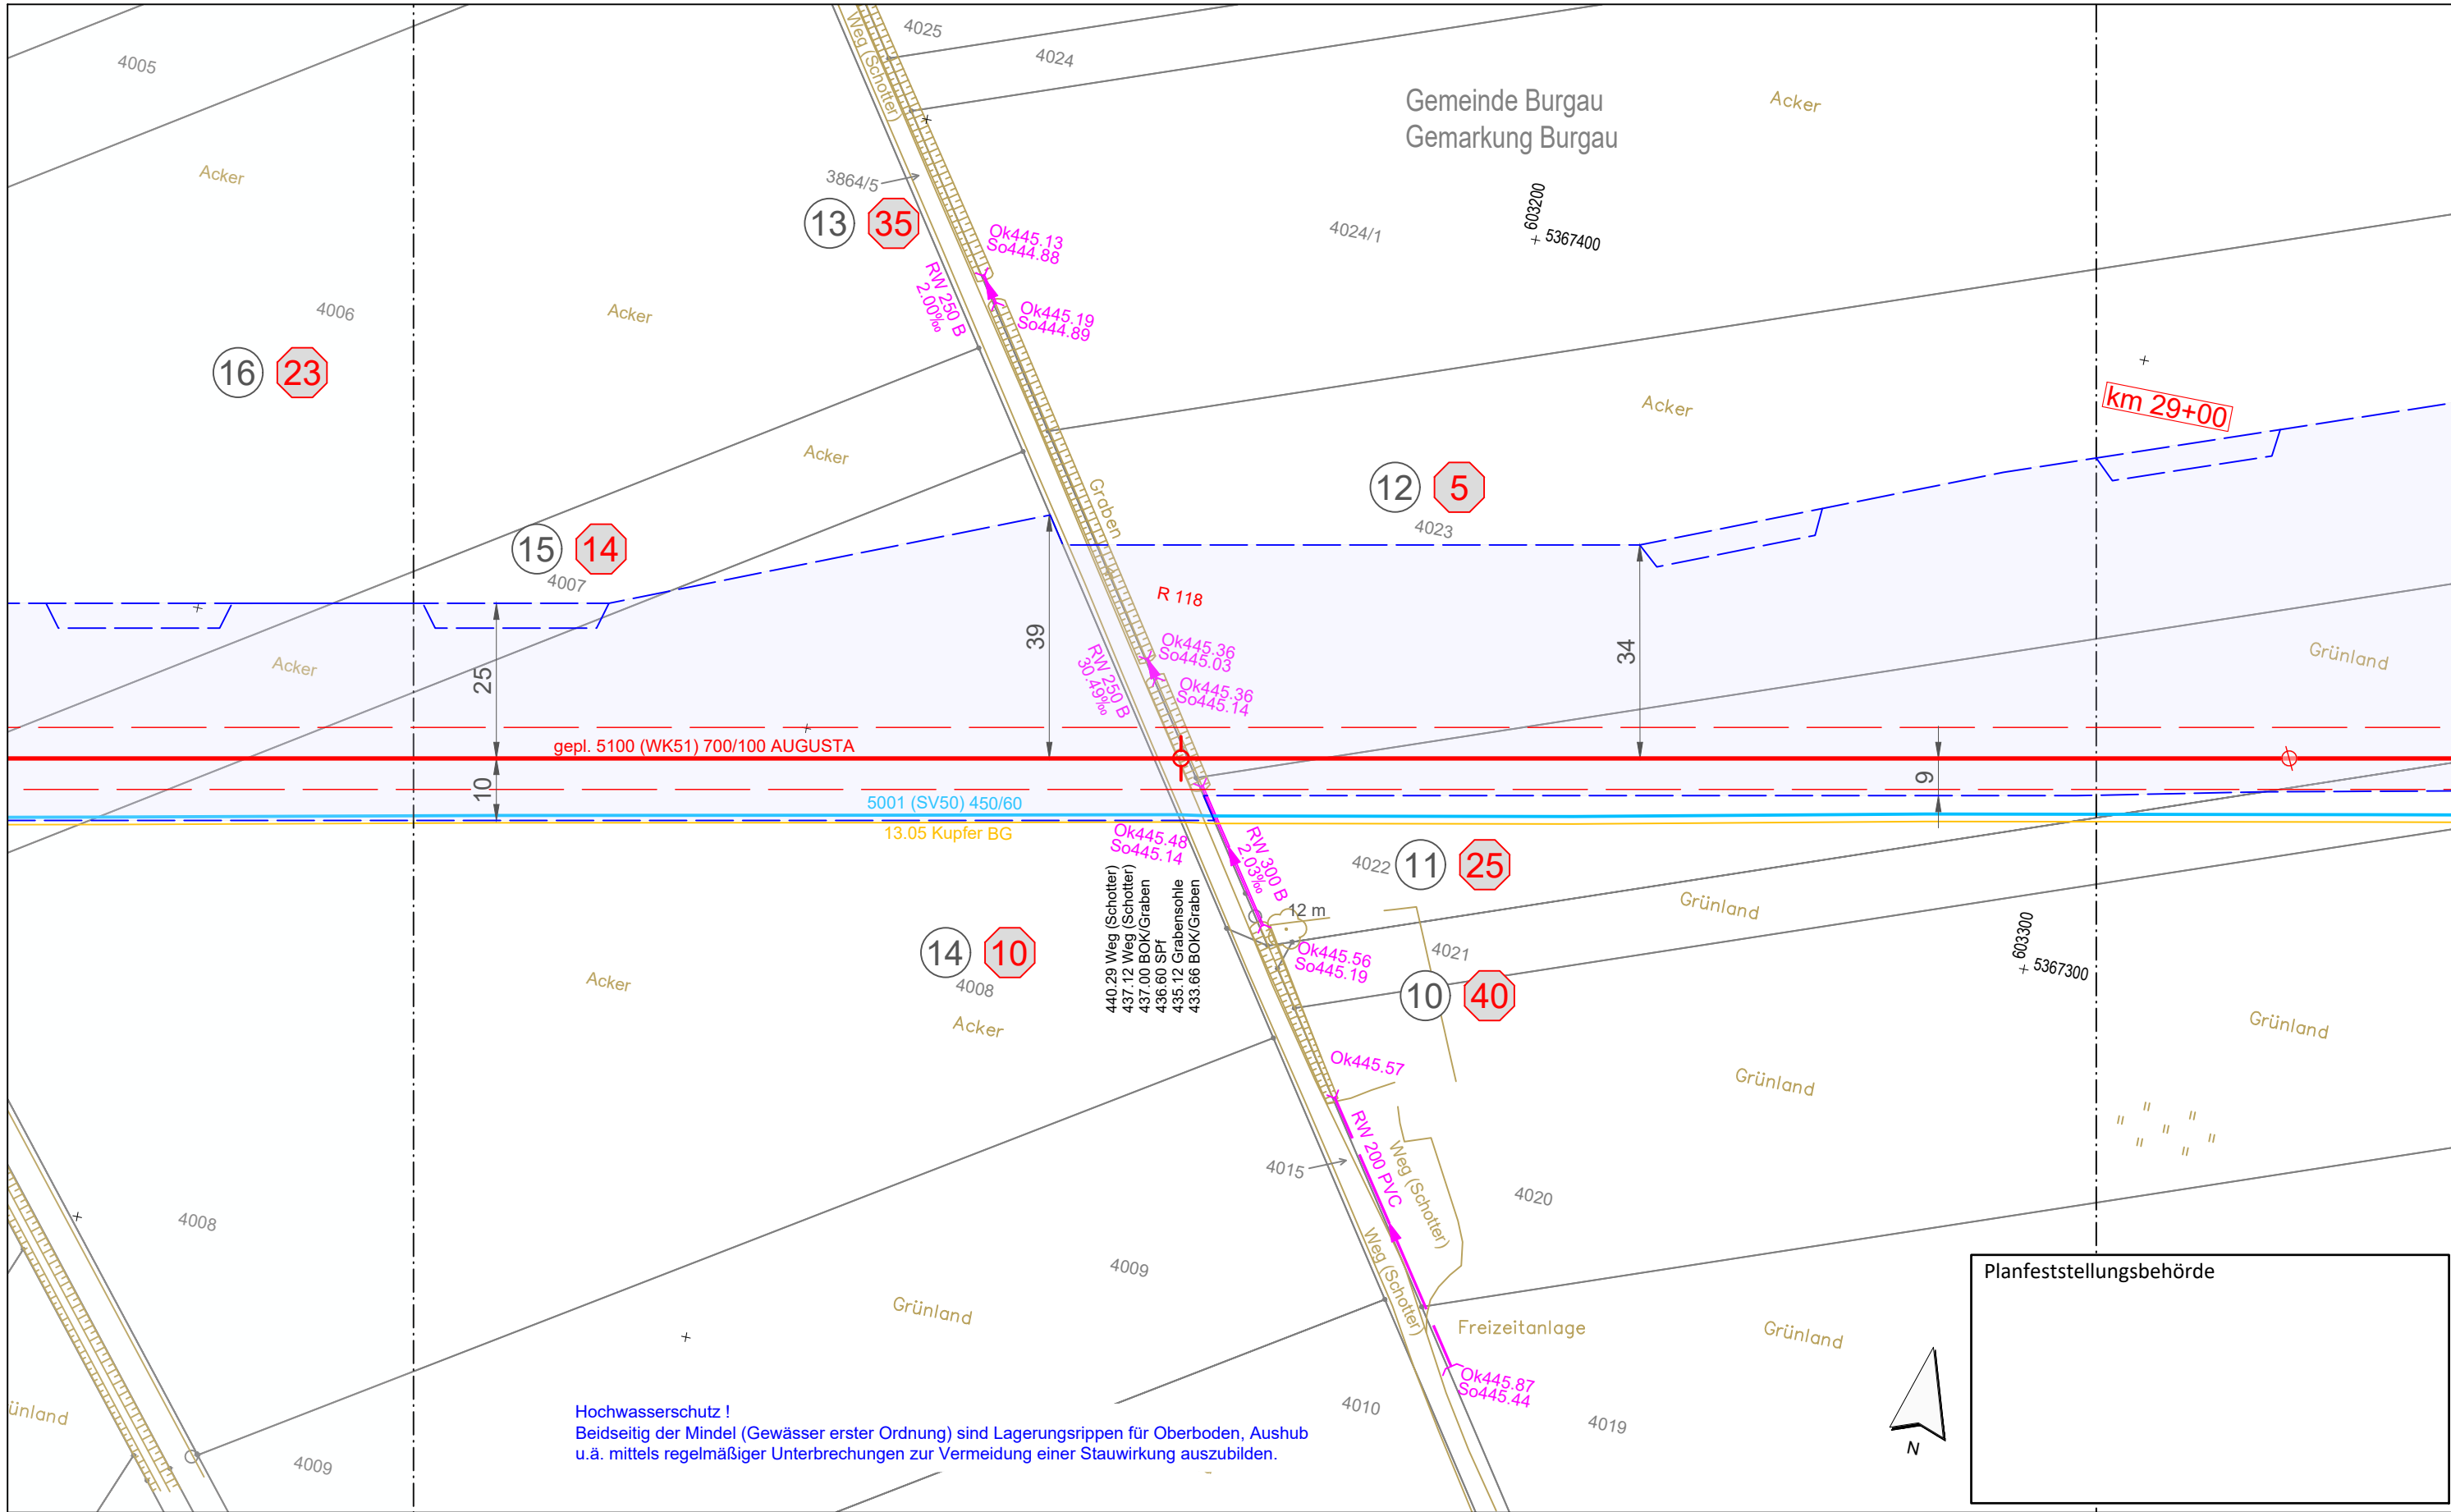 4025
4024
4005
Weg (Schotter)
Gemeinde Burgau
Gemarkung Burgau
Acker
Acker
3864/5
13
35
603200
5367400
4024/1
Ok445.13
So444.88
RW 250 B
2.00‰
Ok445.19
So444.89
4006
Acker
16
23
km 29+00
Acker
Acker
Graben
12
5
4023
15
14
4007
R 118
39
34
25
Acker
Ok445.36
So445.03
RW 250 B
30.49‰
Ok445.36
So445.14
Grünland
gepl. 5100 (WK51) 700/100 AUGUSTA
10
9
5001 (SV50) 450/60
13.05 Kupfer BG
Ok445.48
So445.14
RW 300 B
2.03‰
4022
11
25
440.29 Weg (Schotter)
437.12 Weg (Schotter)
437.00 BOK/Graben
436.60 SPf
435.12 Grabensohle
433.66 BOK/Graben
12 m
Grünland
14
10
4008
Acker
Acker
Ok445.56
So445.19
4021
10
40
603300
5367300
Grünland
Ok445.57
Grünland
RW 200 PVC
Weg (Schotter)
4015
4020
4008
4009
Weg (Schotter)
Grünland
Freizeitanlage
Grünland
Planfeststellungsbehörde
Ok445.87
So445.44
4010
4019
ünland
Hochwasserschutz !
Beidseitig der Mindel (Gewässer erster Ordnung) sind Lagerungsrippen für Oberboden, Aushub
u.ä. mittels regelmäßiger Unterbrechungen zur Vermeidung einer Stauwirkung auszubilden.
N
4009